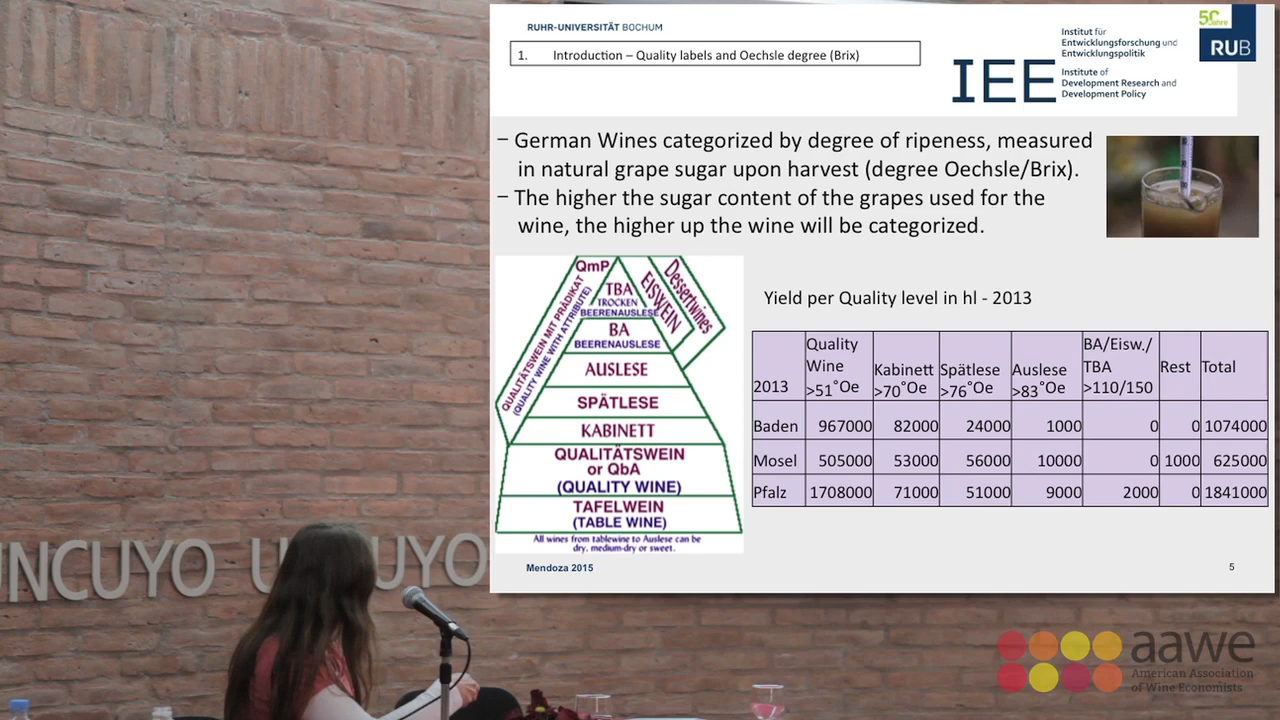 RUHR-UNIVERSITÄT BOCHUM
1. Introduction – Quality labels and Oechsle degree (Brix)
IEE
Institut für
Entwicklungsforschung und
Entwicklungspolitik
Institute of
Development Research and
Development Policy
50 Jahre
RUB
– German Wines categorized by degree of ripeness, measured
in natural grape sugar upon harvest (degree Oechsle/Brix).
– The higher the sugar content of the grapes used for the
wine, the higher up the wine will be categorized.
QmP
QUALITÄTSWEIN MIT PRÄDIKAT
(QUALITY WINE WITH ATTRIBUTE)
TBA
TROCKEN
BEERENAUSLESE
EISWEIN
Dessertwines
BA
BEERENAUSLESE
AUSLESE
SPÄTLESE
KABINETT
QUALITÄTSWEIN
or QbA
(QUALITY WINE)
TAFELWEIN
(TABLE WINE)
All wines from tablewine to Auslese can be
dry, medium-dry or sweet.
Yield per Quality level in hl - 2013
2013 Quality Wine >51°Oe Kabinett >70°Oe Spätlese >76°Oe Auslese >83°Oe BA/Eisw./ TBA >110/150 Rest Total
Baden 967000 82000 24000 1000 0 0 1074000
Mosel 505000 53000 56000 10000 0 1000 625000
Pfalz 1708000 71000 51000 9000 2000 0 1841000
Mendoza 2015
5
UNCUYO UNCUYO
aawe
American Association
of Wine Economists